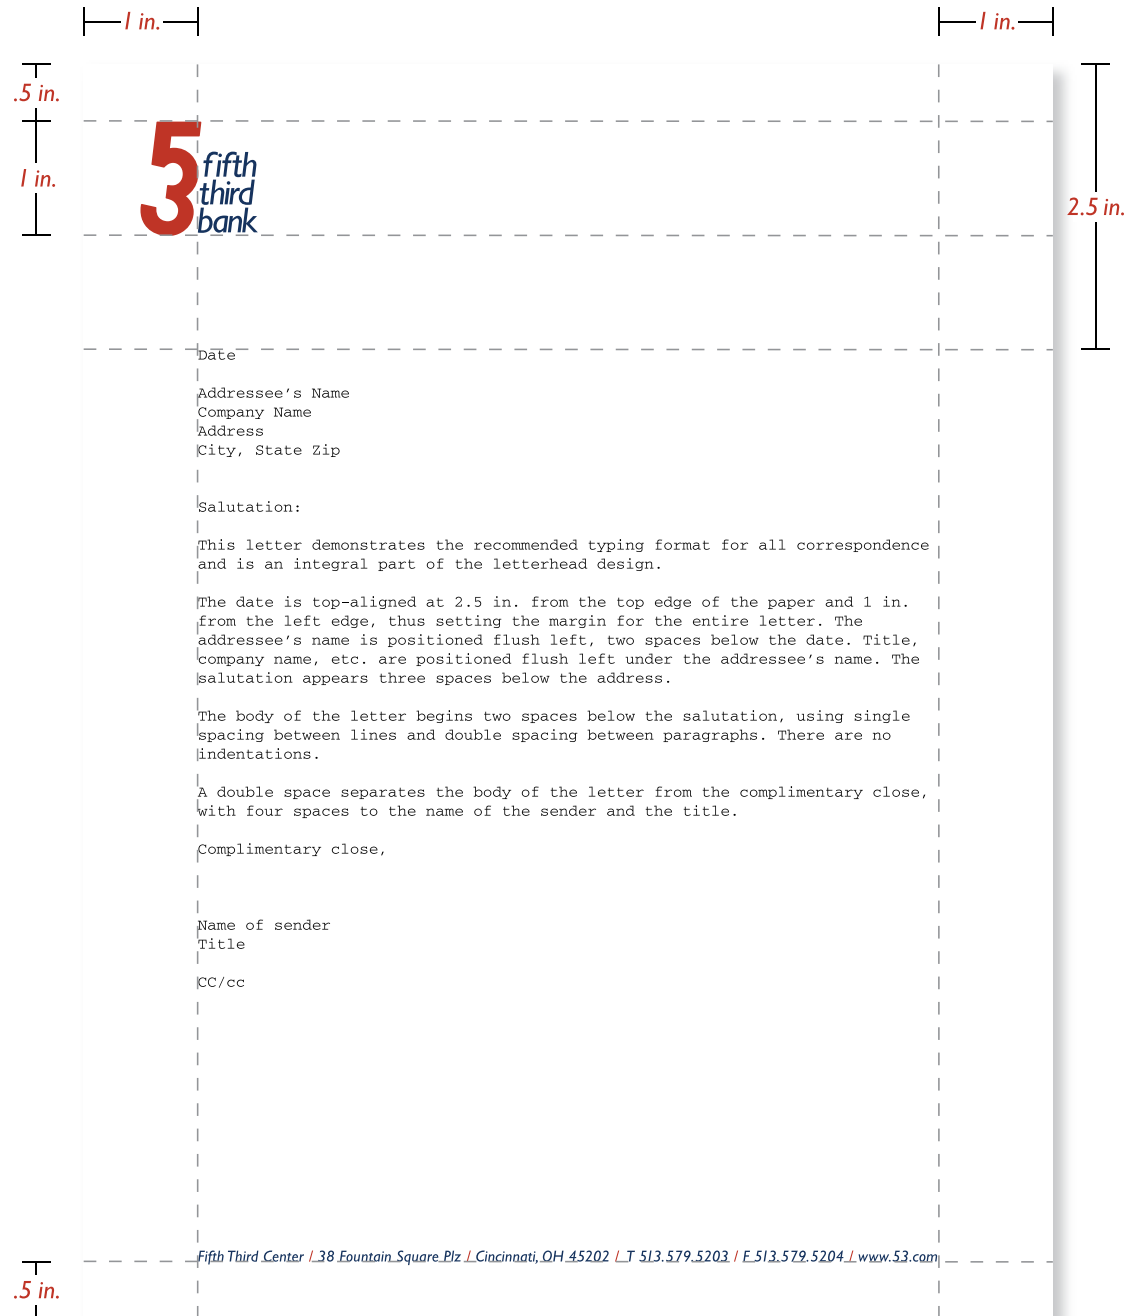 1 in.
1 in.
.5 in.
1 in.
2.5 in.
5
3
fifth
third
bank
Date
Addressee’s Name
Company Name
Address
City, State Zip
Salutation:
This letter demonstrates the recommended typing format for all correspondence
and is an integral part of the letterhead design.
The date is top-aligned at 2.5 in. from the top edge of the paper and 1 in.
from the left edge, thus setting the margin for the entire letter. The
addressee’s name is positioned flush left, two spaces below the date. Title,
company name, etc. are positioned flush left under the addressee’s name. The
salutation appears three spaces below the address.
The body of the letter begins two spaces below the salutation, using single
spacing between lines and double spacing between paragraphs. There are no
indentations.
A double space separates the body of the letter from the complimentary close,
with four spaces to the name of the sender and the title.
Complimentary close,
Name of sender
Title
CC/cc
Fifth Third Center / 38 Fountain Square Plz / Cincinnati, OH 45202 / T 513.579.5203 / F 513.579.5204 / www.53.com
.5 in.